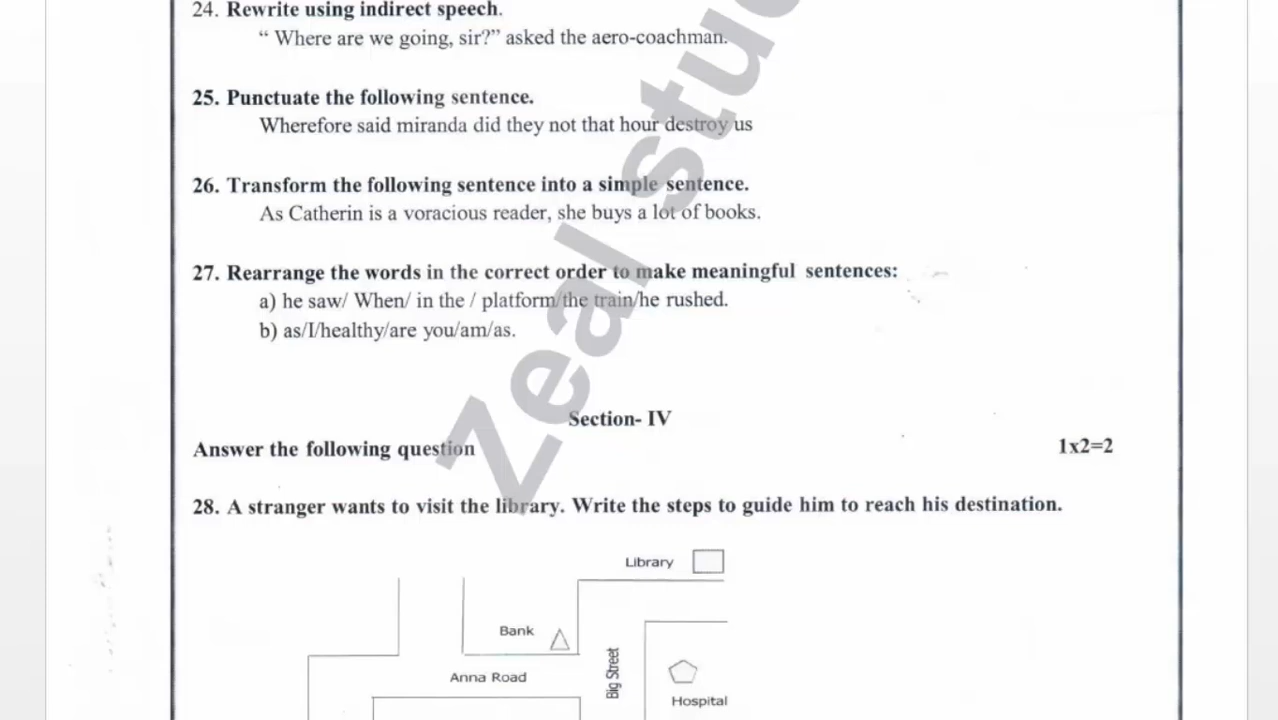 24. Rewrite using indirect speech.
“ Where are we going, sir?” asked the aero-coachman.
25. Punctuate the following sentence.
Wherefore said miranda did they not that hour destroy us
26. Transform the following sentence into a simple sentence.
As Catherin is a voracious reader, she buys a lot of books.
27. Rearrange the words in the correct order to make meaningful sentences:
a) he saw/ When/ in the / platform/the train/he rushed.
b) as/I/healthy/are you/am/as.
Section- IV
Answer the following question 1x2=2
28. A stranger wants to visit the library. Write the steps to guide him to reach his destination.
Library
Bank
Anna Road
Big Street
Hospital
Zeal